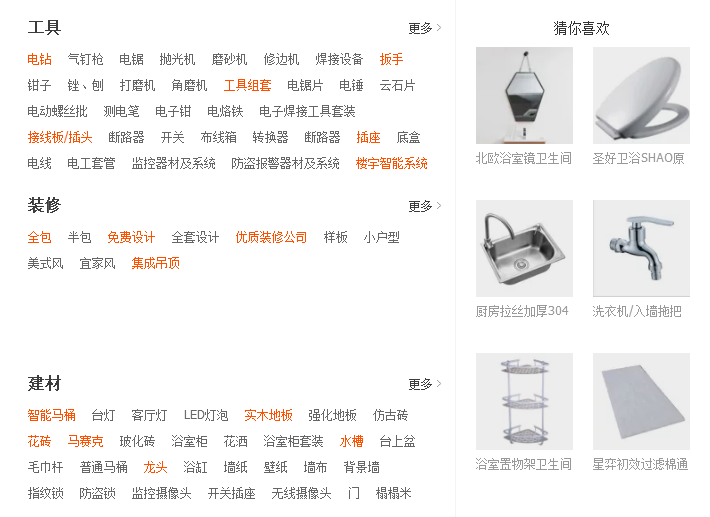 工具 更多
电钻 气钉枪 电锯 抛光机 磨砂机 修边机 焊接设备 扳手
钳子 锉、刨 打磨机 角磨机 工具组套 电锯片 电锤 云石片
电动螺丝批 测电笔 电子钳 电烙铁 电子焊接工具套装
接线板/插头 断路器 开关 布线箱 转换器 断路器 插座 底盒
电线 电工套管 监控器材及系统 防盗报警器材及系统 楼宇智能系统
装修 更多
全包 半包 免费设计 全套设计 优质装修公司 样板 小户型
美式风 宜家风 集成吊顶
建材 更多
智能马桶 台灯 客厅灯 LED灯泡 实木地板 强化地板 仿古砖
花砖 马赛克 玻化砖 浴室柜 花洒 浴室柜套装 水槽 台上盆
毛巾杆 普通马桶 龙头 浴缸 墙纸 壁纸 墙布 背景墙
指纹锁 防盗锁 监控摄像头 开关插座 无线摄像头 门 榻榻米
猜你喜欢
北欧浴室镜卫生间 圣好卫浴SHAO原
厨房拉丝加厚304 洗衣机/入墙拖把
浴室置物架卫生间 星弈初效过滤棉通